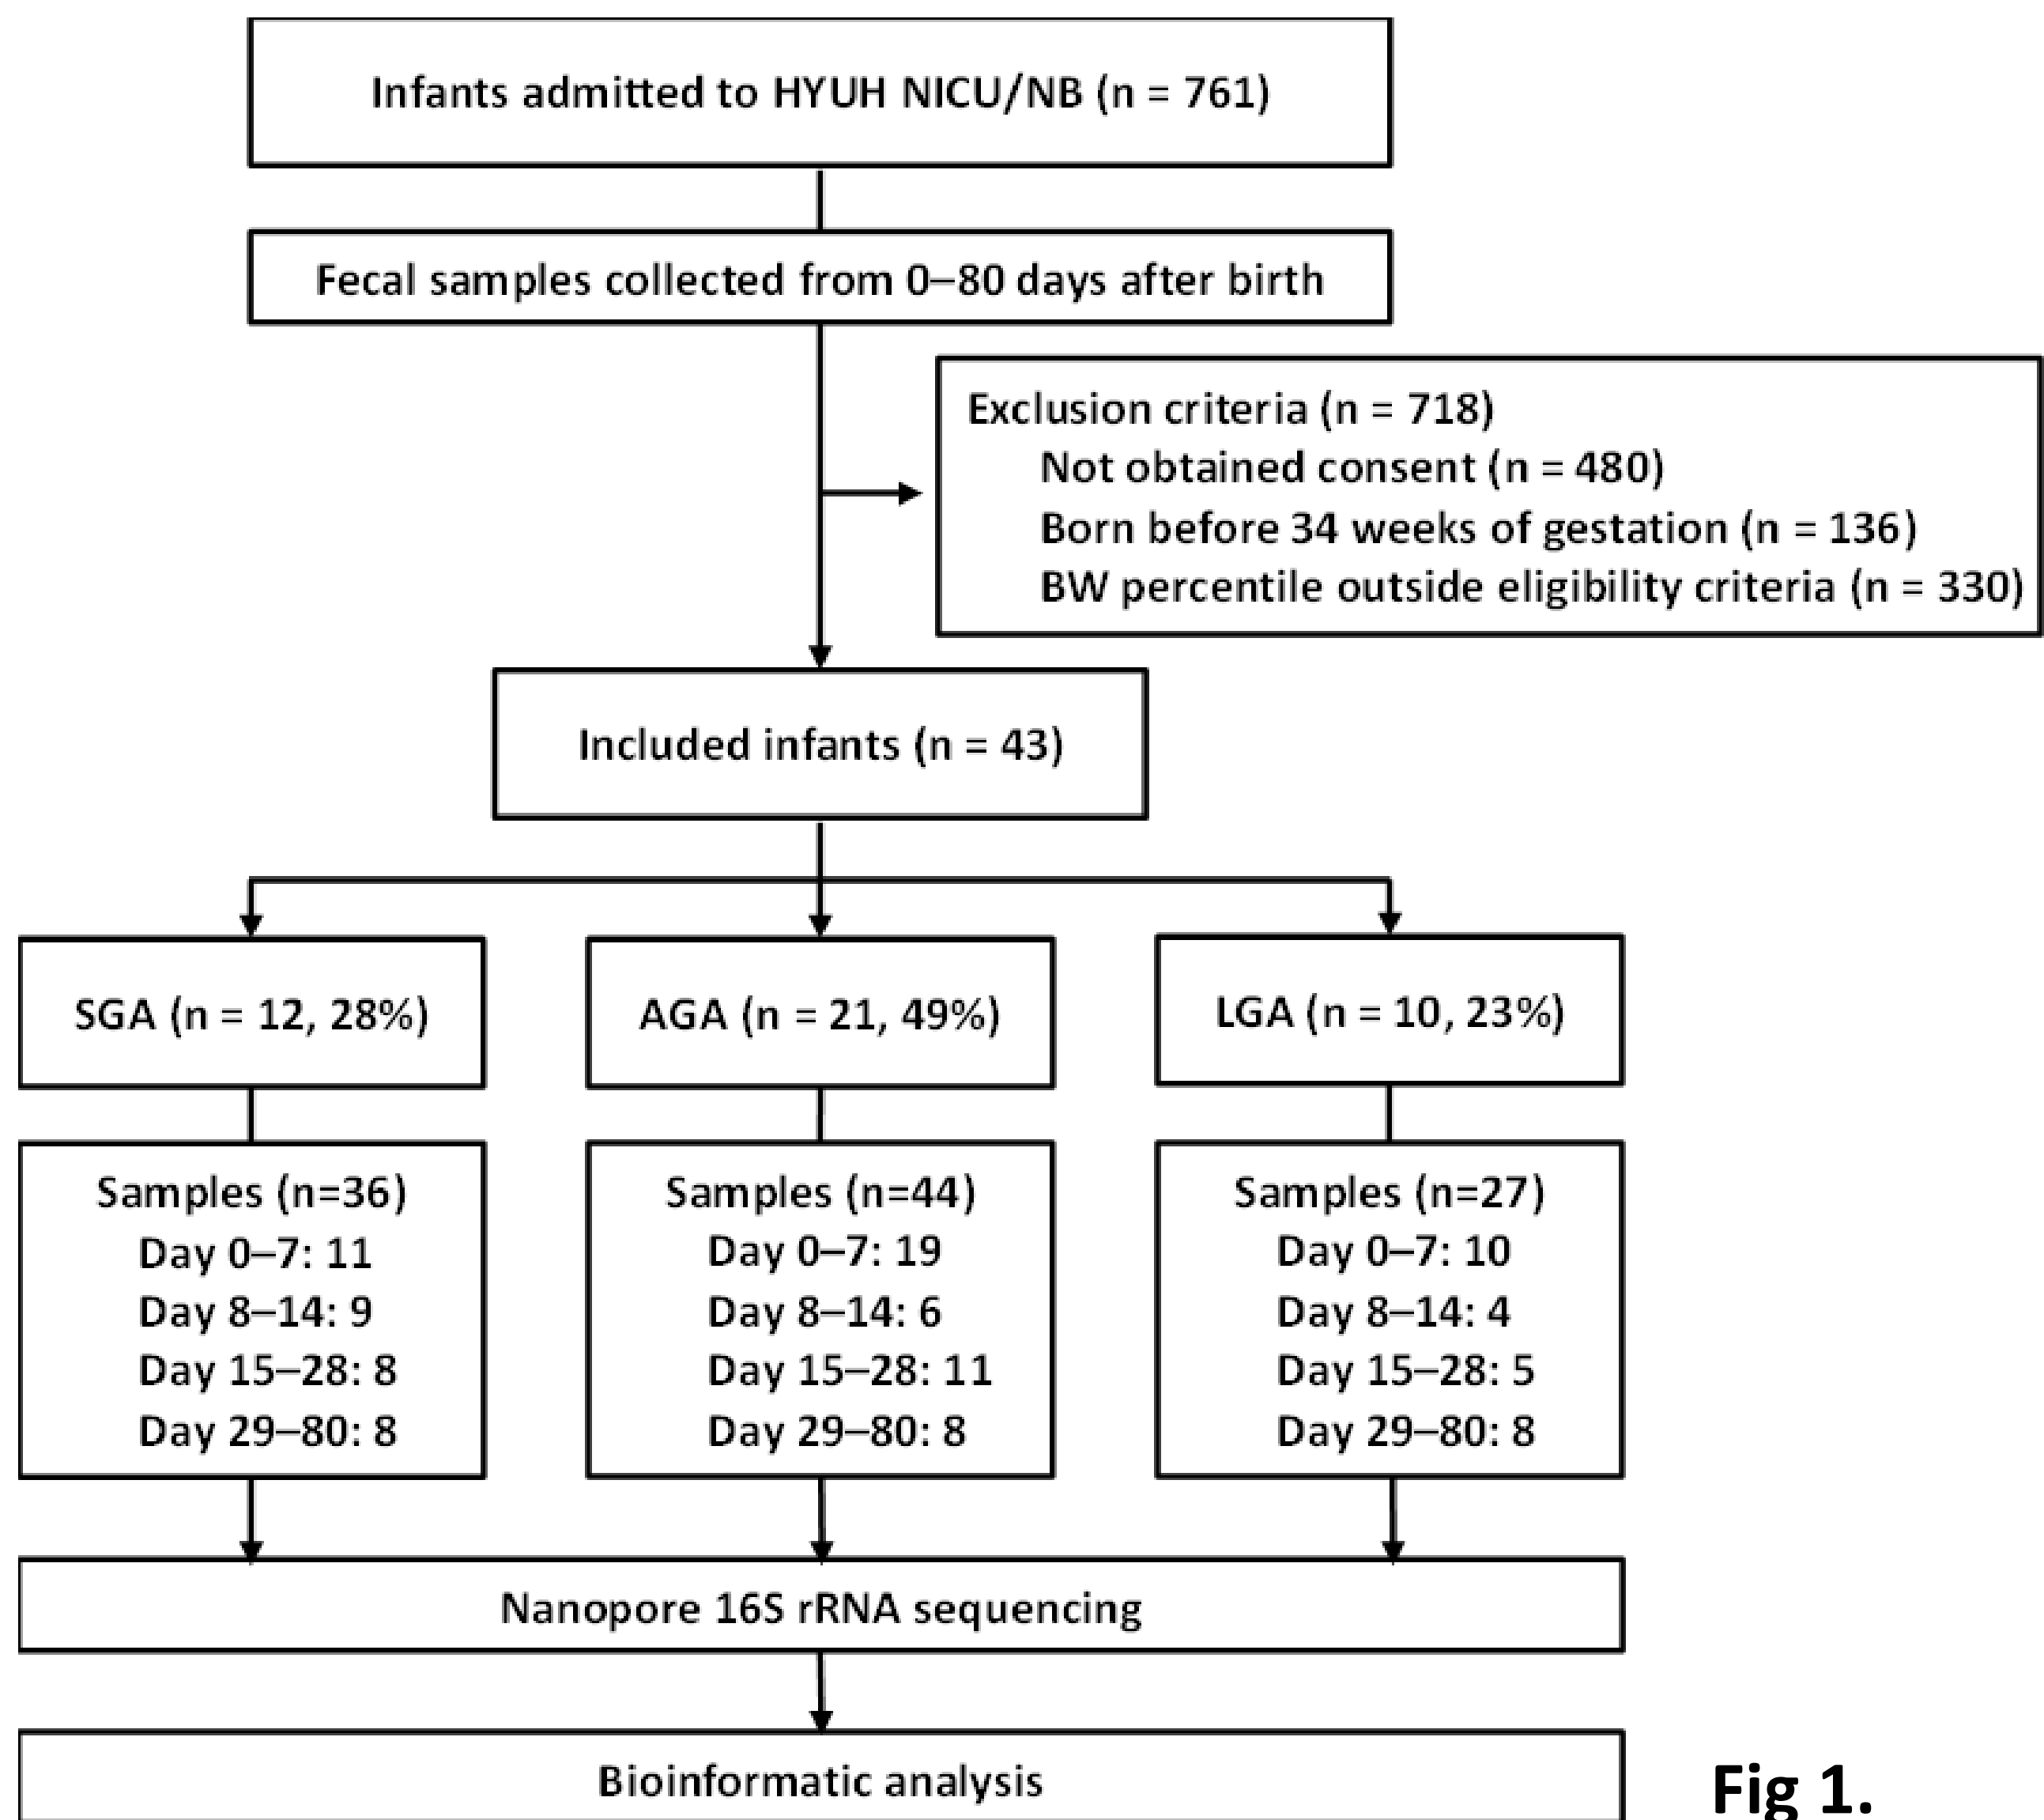 Infants admitted to HYUH NICU/NB (n = 761)
Fecal samples collected from 0–80 days after birth
Exclusion criteria (n = 718)
Not obtained consent (n = 480)
Born before 34 weeks of gestation (n = 136)
BW percentile outside eligibility criteria (n = 330)
Included infants (n = 43)
SGA (n = 12, 28%)
AGA (n = 21, 49%)
LGA (n = 10, 23%)
Samples (n=36)
Day 0–7: 11
Day 8–14: 9
Day 15–28: 8
Day 29–80: 8
Samples (n=44)
Day 0–7: 19
Day 8–14: 6
Day 15–28: 11
Day 29–80: 8
Samples (n=27)
Day 0–7: 10
Day 8–14: 4
Day 15–28: 5
Day 29–80: 8
Nanopore 16S rRNA sequencing
Bioinformatic analysis
Fig 1.